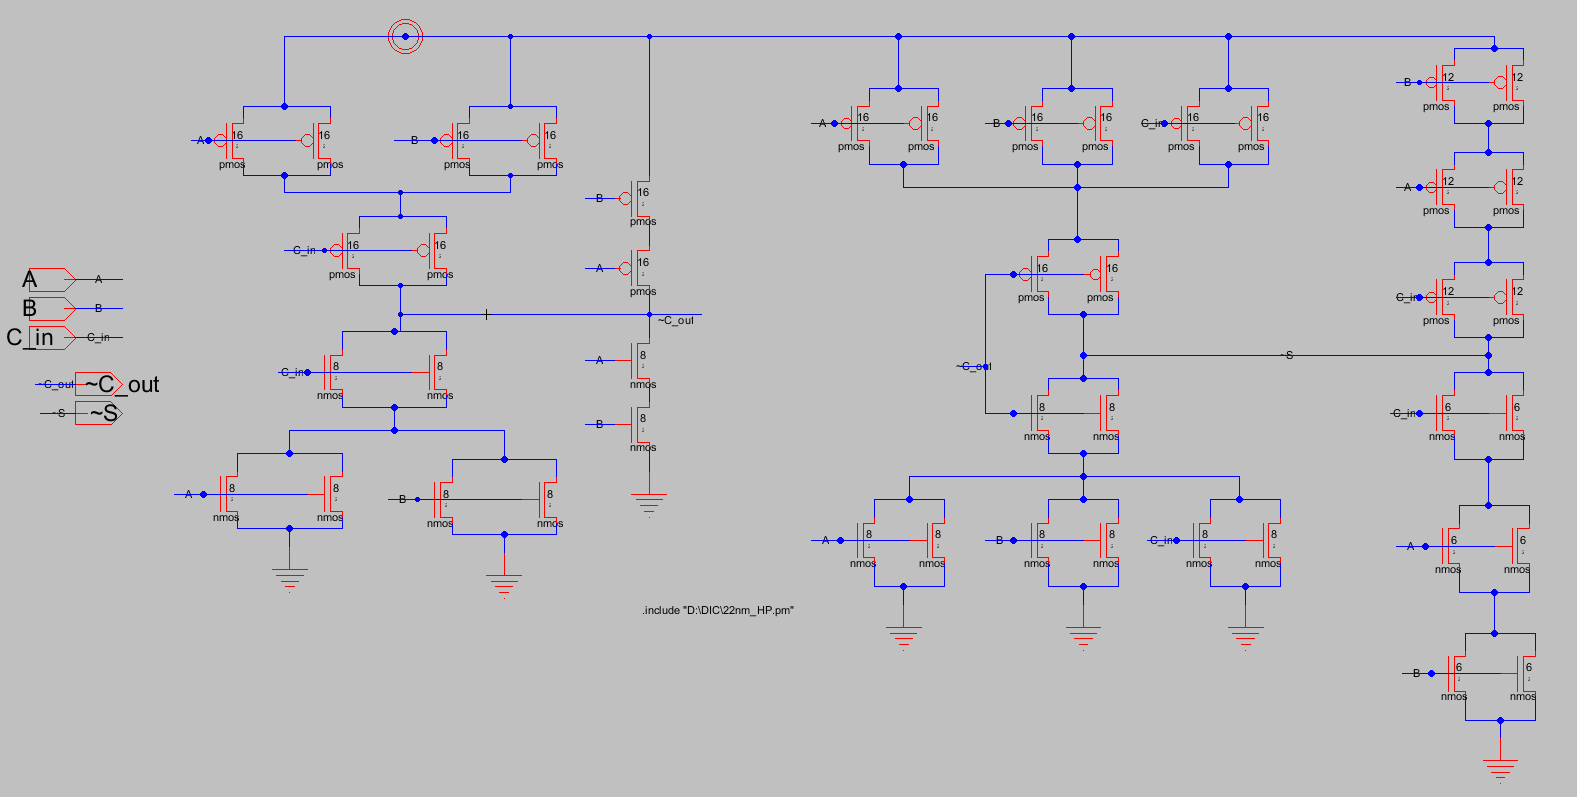 B 12 12
pmos pmos
A 16 16 B 16 16 C_in 16 16
pmos pmos pmos pmos pmos pmos
A 16 16 B 16 16
pmos pmos pmos pmos
A 12 12
pmos pmos
B 16
pmos
C_in 16 16
pmos pmos
A 16
pmos
16 16
pmos pmos
C_in 12 12
pmos pmos
A A
B B
C_in C_in
~C_out
~S
A 8
nmos
C_in 8 8
nmos nmos
~C_out
~C_out ~C_out
~S ~S
B 8
nmos
8 8
nmos nmos
C_in 6 6
nmos nmos
A 8 8 B 8 8
nmos nmos nmos nmos
A 8 8 B 8 8 C_in 8 8
nmos nmos nmos nmos nmos nmos
A 6 6
nmos nmos
.include "D:\DIC\22nm_HP.pm"
B 6 6
nmos nmos